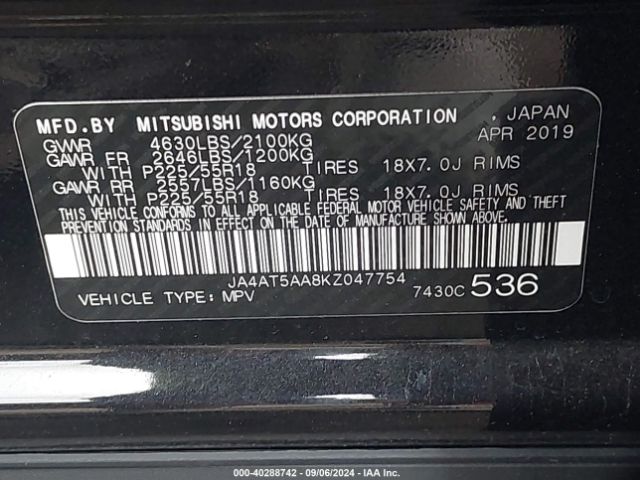 MFD.BY MITSUBISHI MOTORS CORPORATION , JAPAN
GVWR 4630LBS/2100KG APR 2019
GAWR FR 2646LBS/1200KG
WITH P225/55R18 TIRES 18X7.0J RIMS
GAWR RR 2557LBS/1160KG
WITH P225/55R18 TIRES 18X7.0J RIMS
THIS VEHICLE CONFORMS TO ALL APPLICABLE FEDERAL MOTOR VEHICLE SAFETY AND THEFT
PREVENTION STANDARDS IN EFFECT ON THE DATE OF MANUFACTURE SHOWN ABOVE.
JA4AT5AA8KZ047754
VEHICLE TYPE: MPV 7430C 536
000-40288742 - 09/06/2024 - IAA Inc.